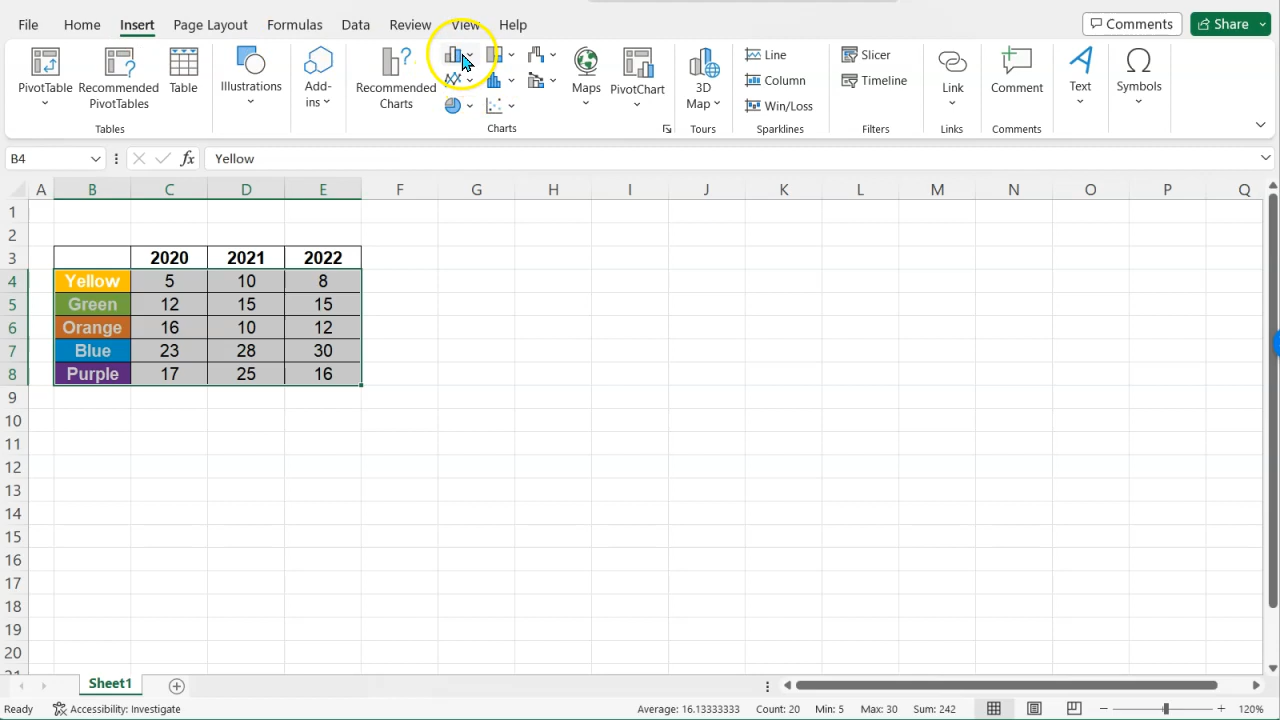 File Home Insert Page Layout Formulas Data Review View Help Comments Share
PivotTable Recommended PivotTables Table Illustrations Add-ins Recommended Charts Maps PivotChart 3D Map Line Column Win/Loss Slicer Timeline Link Comment Text Symbols
Tables Charts Tours Sparklines Filters Links Comments
B4 fx Yellow
A B C D E F G H I J K L M N O P Q
1
2
3 2020 2021 2022
4 Yellow 5 10 8
5 Green 12 15 15
6 Orange 16 10 12
7 Blue 23 28 30
8 Purple 17 25 16
9
10
11
12
13
14
15
16
17
18
19
20
Sheet1
Ready Accessibility: Investigate Average: 16.13333333 Count: 20 Min: 5 Max: 30 Sum: 242 120%